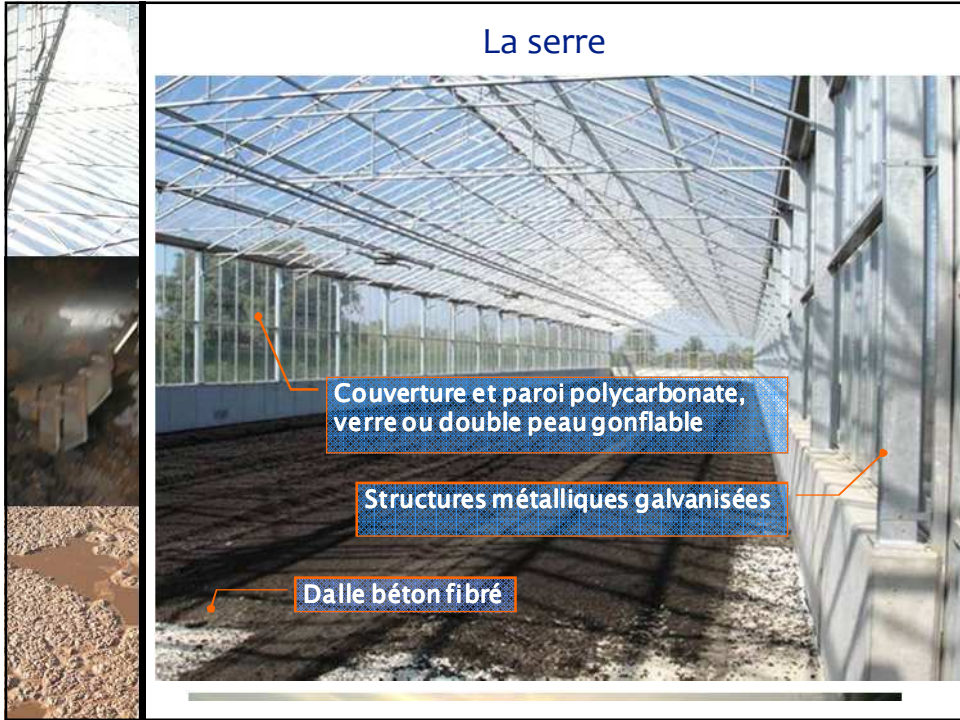 La serre
Couverture et paroi polycarbonate,
verre ou double peau gonflable
Structures métalliques galvanisées
Dalle béton fibré